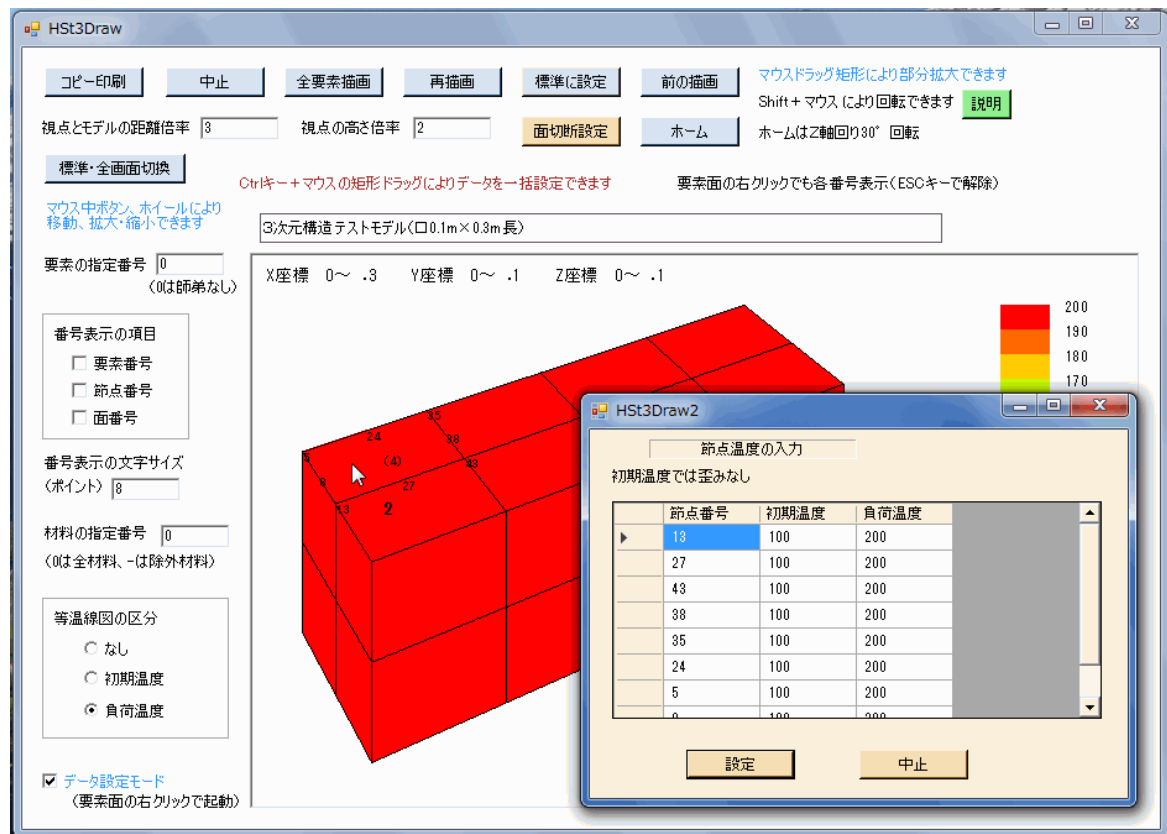 HSt3Draw
コピー印刷 中止 全要素描画 再描画 標準に設定 前の描画
マウスドラッグ矩形により部分拡大できます
Shift+マウスにより回転できます 説明
視点とモデルの距離倍率 3 視点の高さ倍率 2 面切断設定 ホーム ホームはZ軸回り30°回転
標準・全画面切換
Ctrlキー+マウスの矩形ドラッグによりデータを一括設定できます 要素面の右クリックでも各番号表示(ESCキーで解除)
マウス中ボタン、ホイールにより
移動、拡大・縮小できます
3次元構造テストモデル(口0.1m×0.3m長)
要素の指定番号 0
(0は師弟なし)
X座標 0~ .3 Y座標 0~ .1 Z座標 0~ .1
番号表示の項目
要素番号
節点番号
面番号
番号表示の文字サイズ
(ポイント) 8
材料の指定番号 0
(0は全材料、-は除外材料)
等温線図の区分
なし
初期温度
負荷温度
データ設定モード
(要素面の右クリックで起動)
35
24
38
(4)
43
5
8
27
13
2
200
190
180
170
HSt3Draw2
節点温度の入力
初期温度では歪みなし
節点番号 初期温度 負荷温度
13 100 200
27 100 200
43 100 200
38 100 200
35 100 200
24 100 200
5 100 200
設定 中止